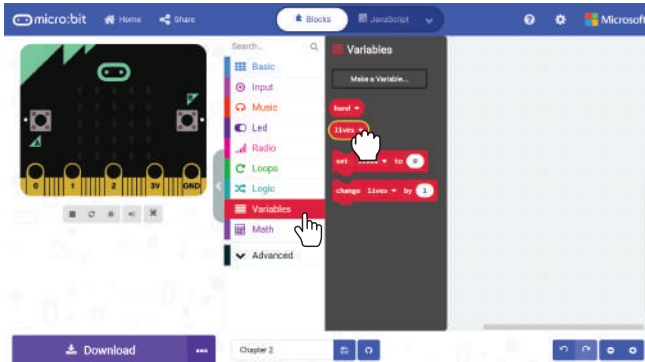 micro:bit Home Share Blocks JavaScript Microsoft
Search...
Basic
Input
Music
Led
Radio
Loops
Logic
Variables
Math
Advanced
Variables
Make a Variable...
hand
lives
set lives to 0
change lives by 1
0 1 2 3V GND
Download
Chapter 2